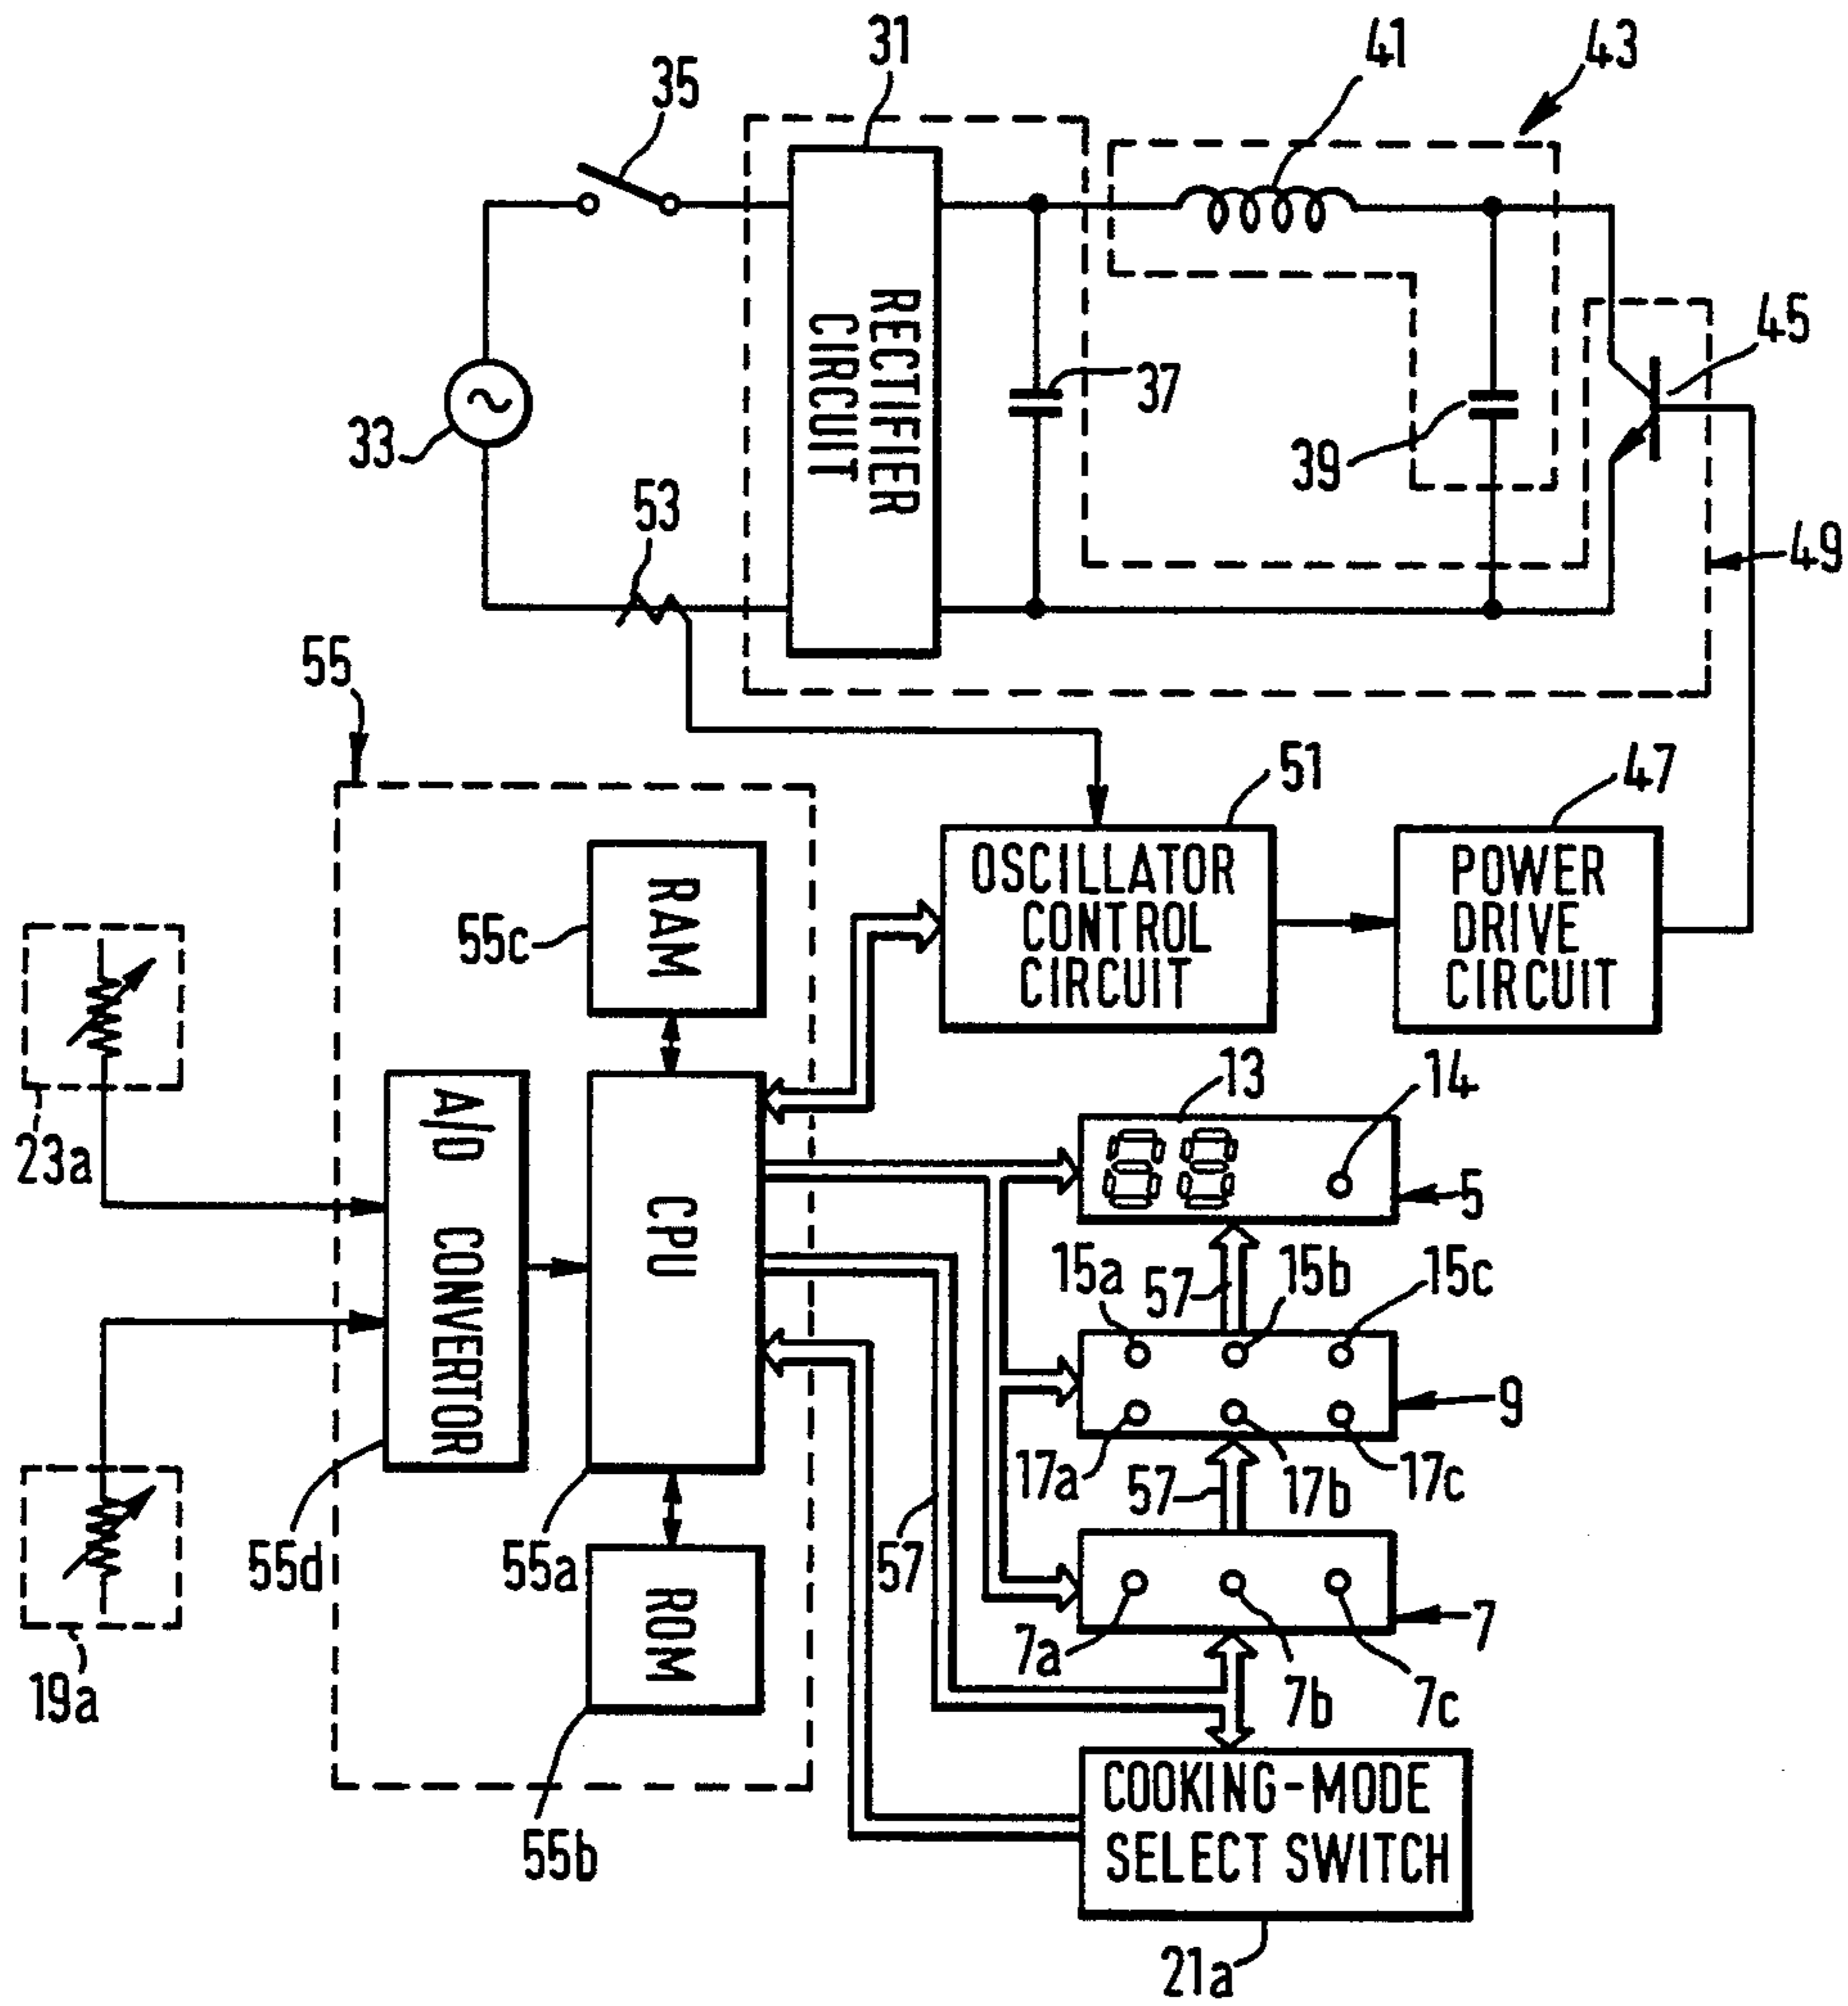 31
41
43
35
RECTIFIER
CIRCUIT
45
37
33
39
53
49
55
51
47
OSCILLATOR
CONTROL
CIRCUIT
POWER
DRIVE
CIRCUIT
RAM
55c
13
14
23a
A/D
CONVERTOR
CPU
5
15a
57
15b
15c
9
17a
57
17b
17c
55d
55a
57
ROM
7
7a
7b
7c
19a
COOKING-MODE
SELECT SWITCH
55b
21a